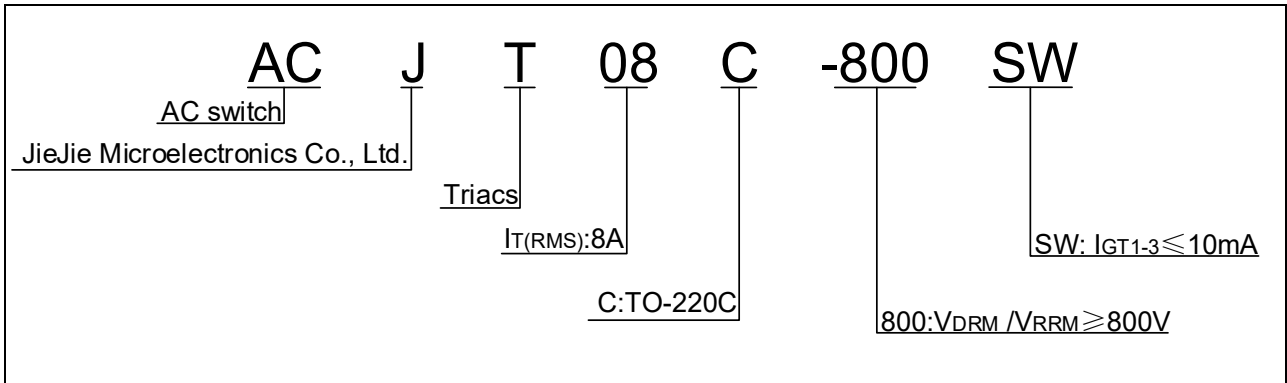 AC J T 08 C -800 SW
AC switch
JieJie Microelectronics Co., Ltd.
Triacs
IT(RMS):8A
SW: IGT1-3≤10mA
C:TO-220C
800:VDRM /VRRM≥800V